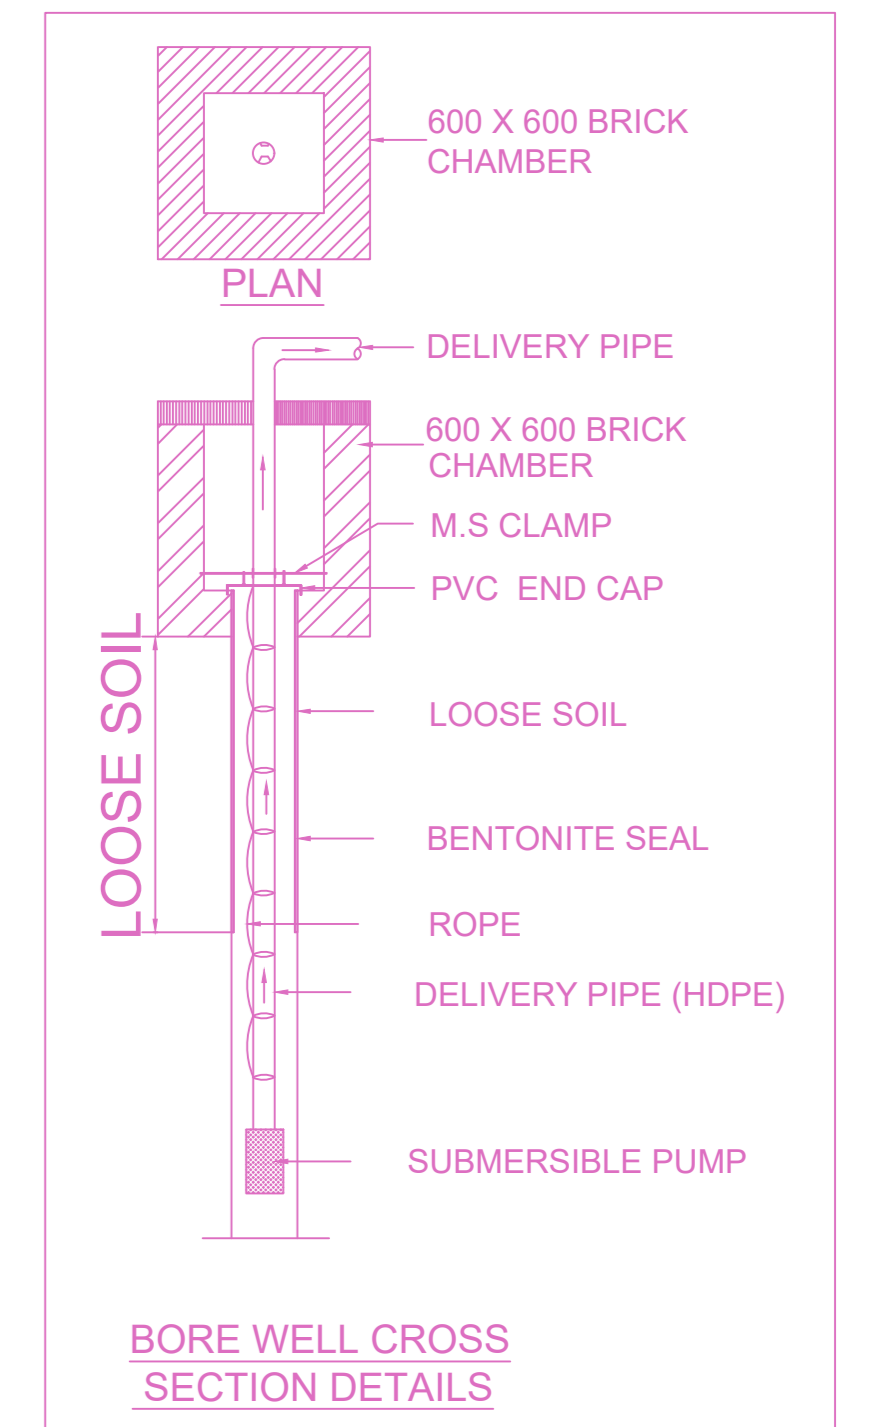 600 X 600 BRICK
CHAMBER
PLAN
DELIVERY PIPE
600 X 600 BRICK
CHAMBER
M.S CLAMP
PVC END CAP
LOOSE SOIL
LOOSE SOIL
BENTONITE SEAL
ROPE
DELIVERY PIPE (HDPE)
SUBMERSIBLE PUMP
BORE WELL CROSS
SECTION DETAILS